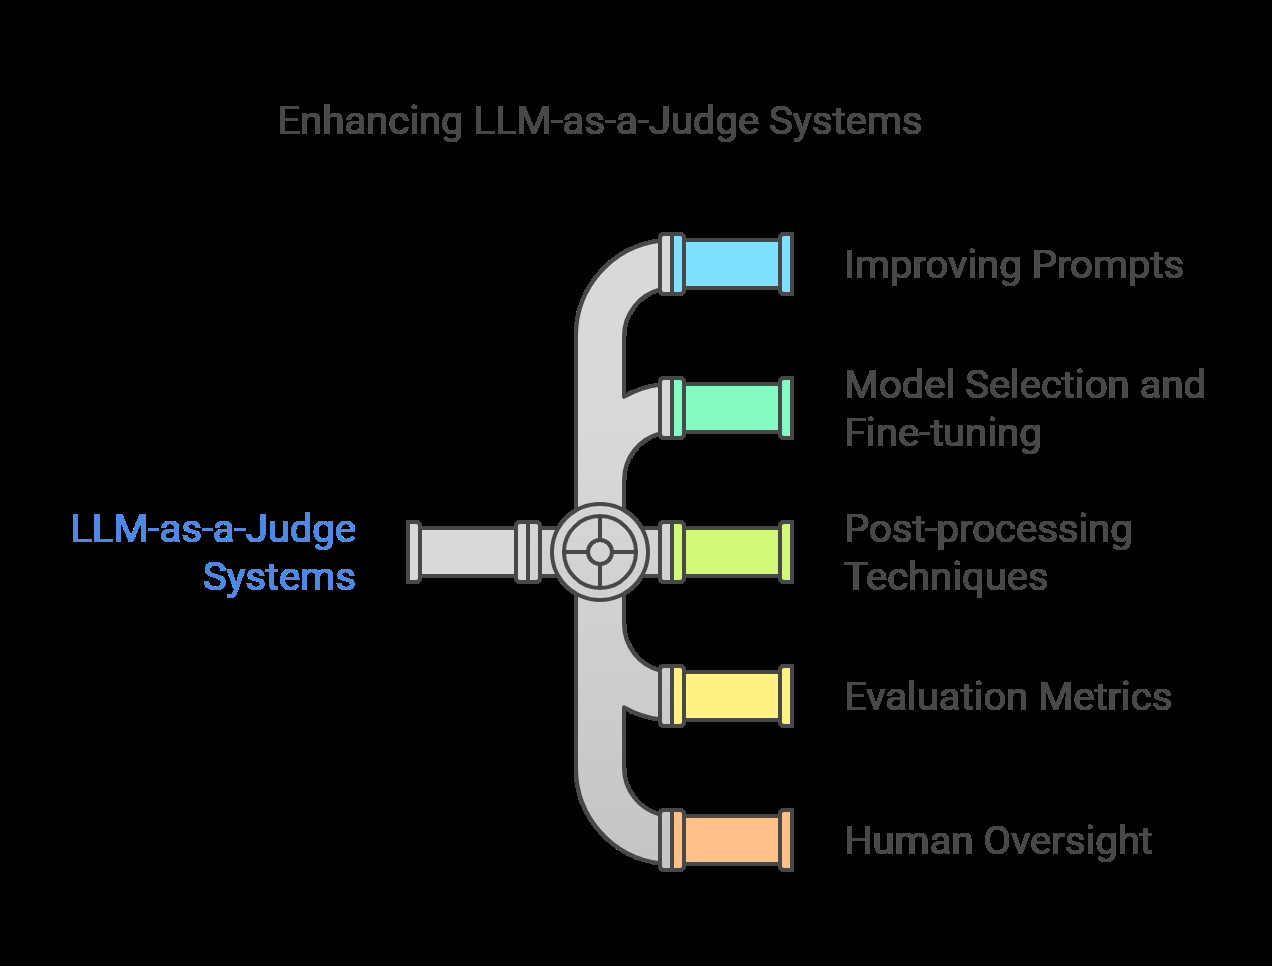 Enhancing LLM-as-a-Judge Systems
LLM-as-a-Judge
Systems
Improving Prompts
Model Selection and
Fine-tuning
Post-processing
Techniques
Evaluation Metrics
Human Oversight